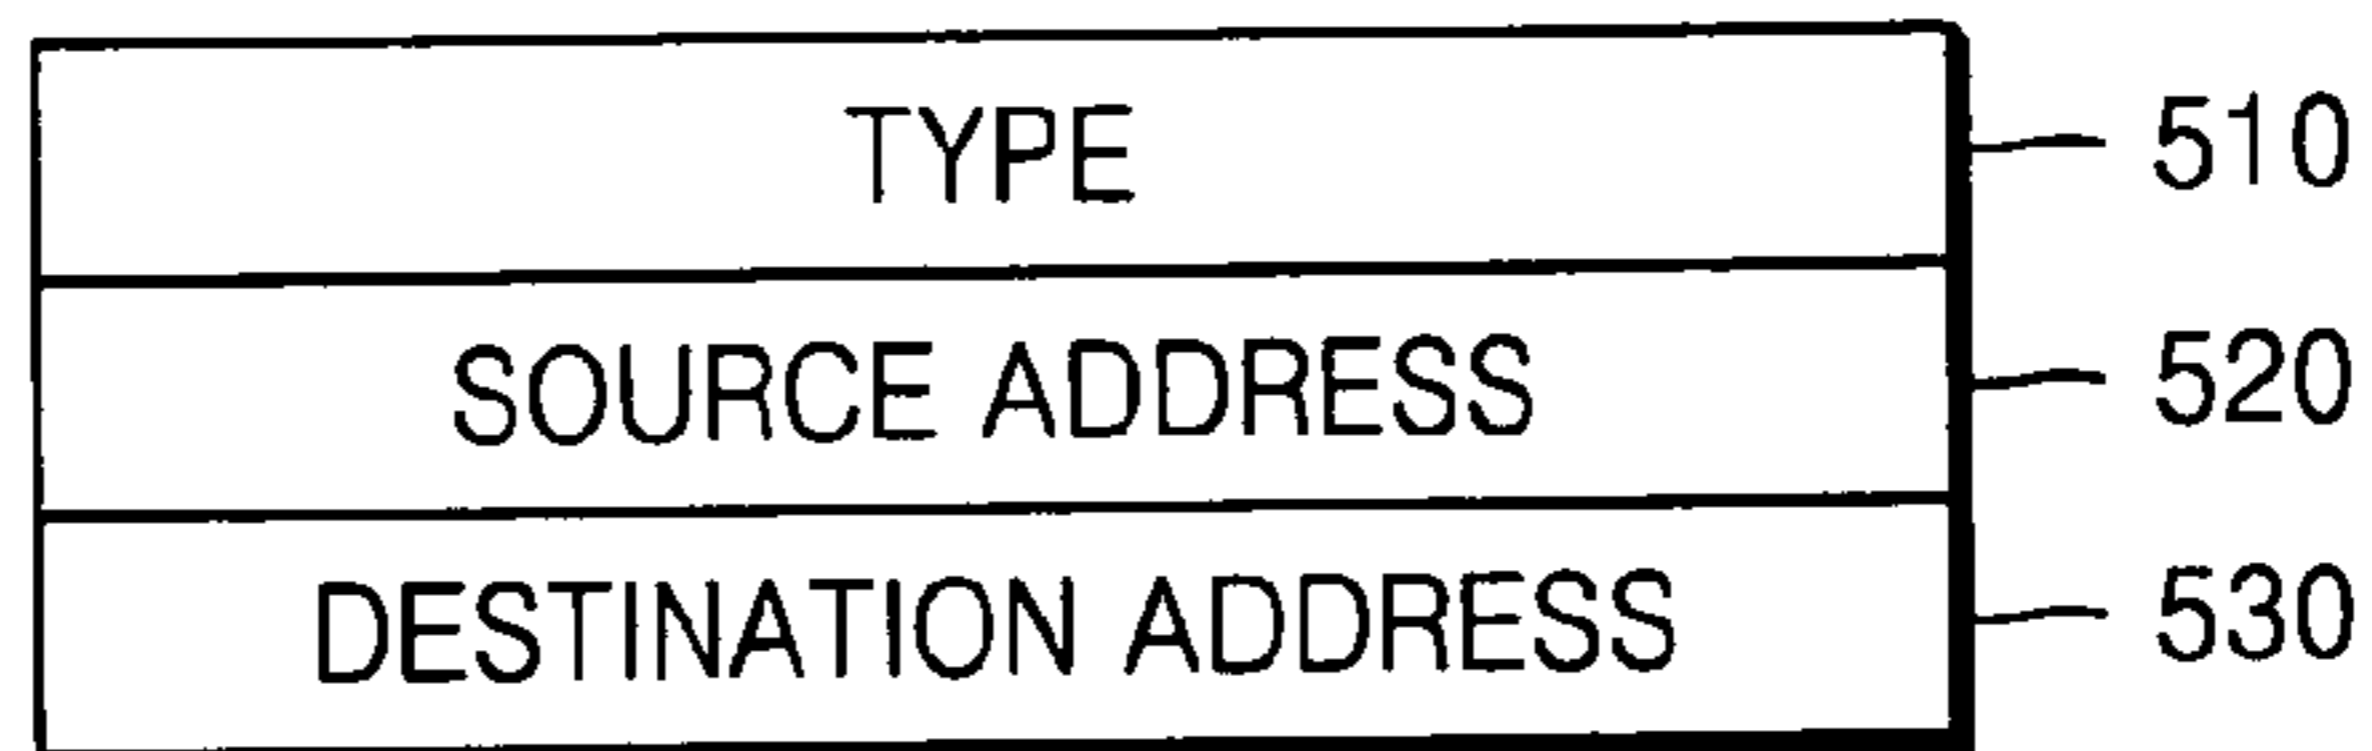 TYPE 510
SOURCE ADDRESS 520
DESTINATION ADDRESS 530